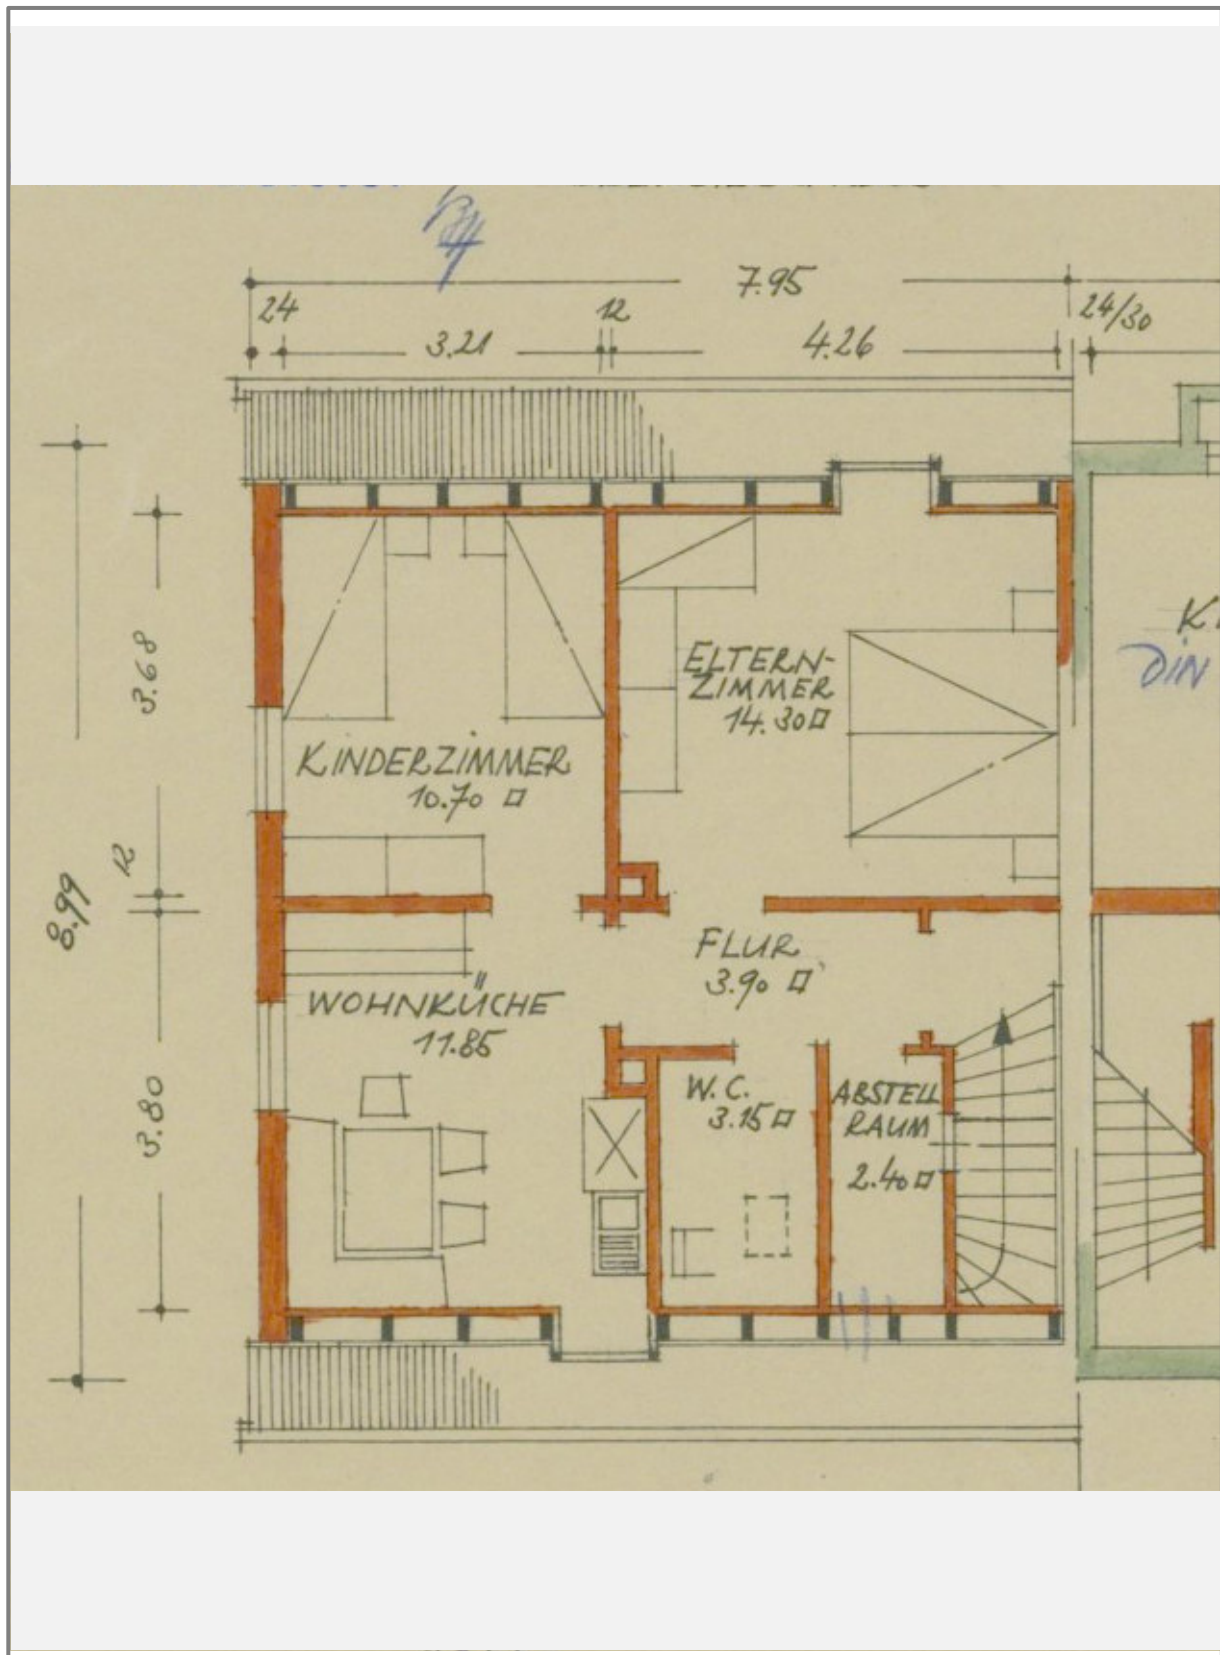 7.95
24
12
24/30
3.21
4.26
3.68
ELTERN-
ZIMMER
14.30□
DIN
KINDERZIMMER
10.70 □
12
8.99
FLUR
3.90 □
WOHNKÜCHE
11.85
3.80
W.C.
3.15□
ABSTELL
RAUM
2.40□